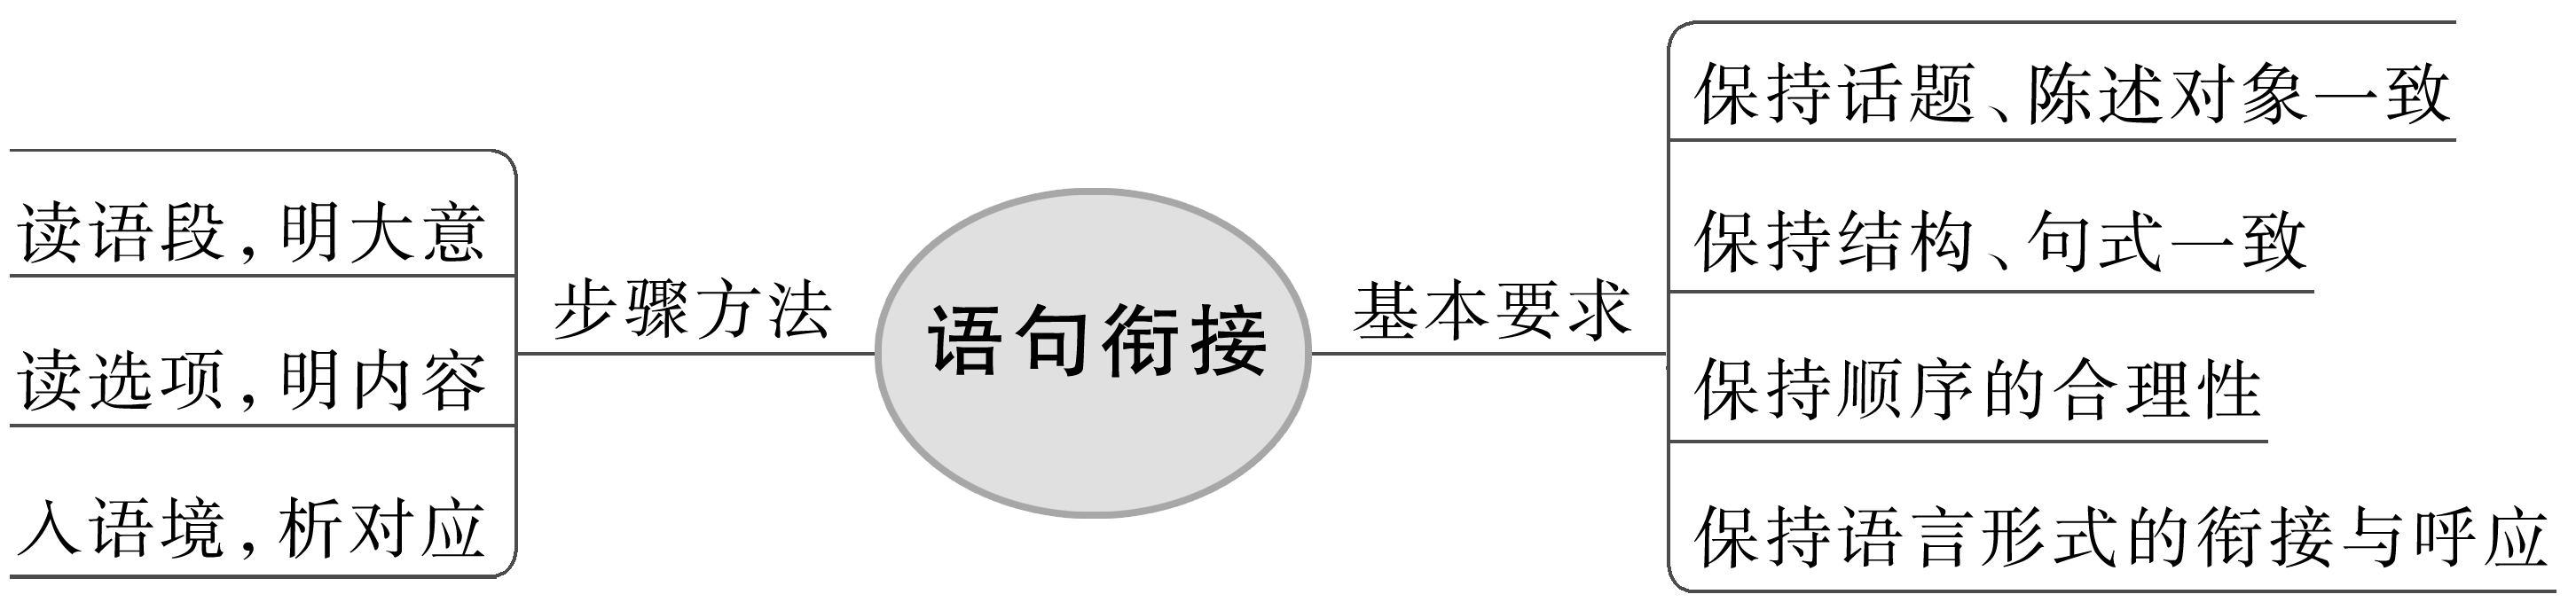 读语段,明大意
读选项,明内容
入语境,析对应
步骤方法
语句衔接
基本要求
保持话题、陈述对象一致
保持结构、句式一致
保持顺序的合理性
保持语言形式的衔接与呼应